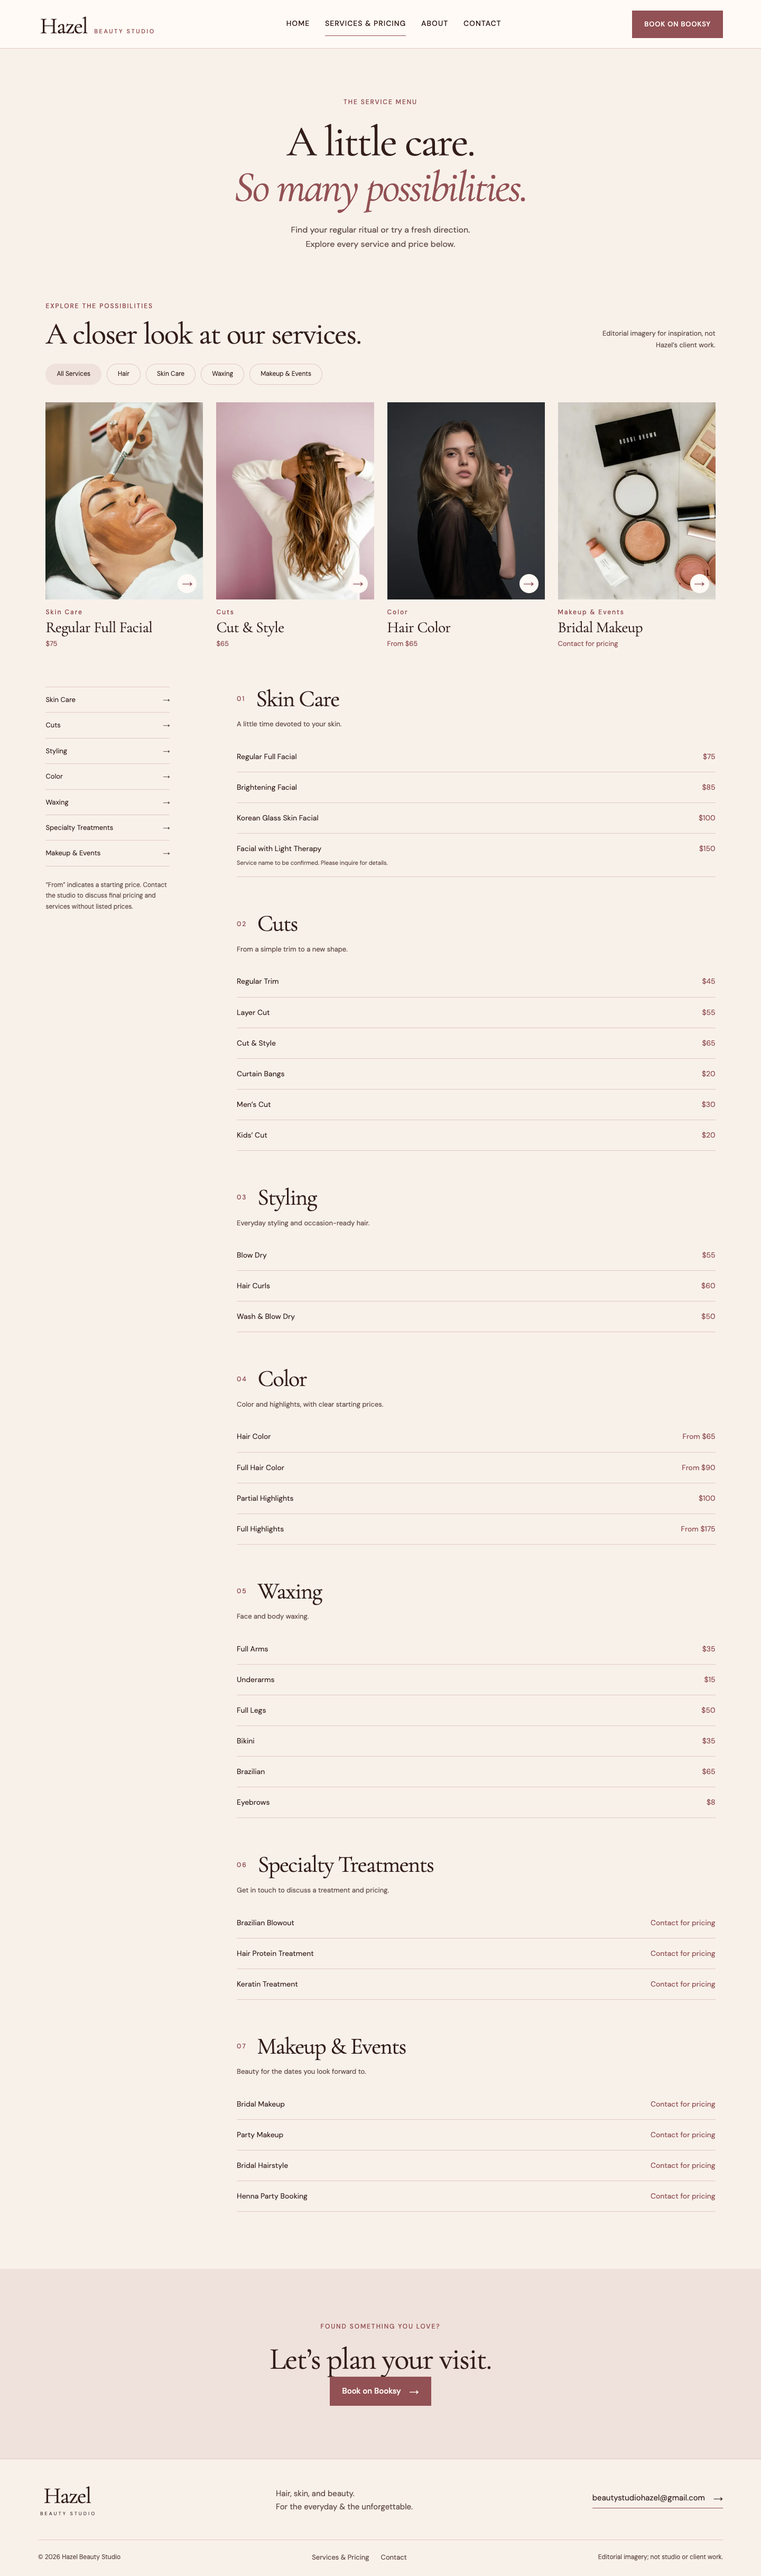 Hazel BEAUTY STUDIO
HOME SERVICES & PRICING ABOUT CONTACT
BOOK ON BOOKSY
THE SERVICE MENU
A little care.
So many possibilities.
Find your regular ritual or try a fresh direction.
Explore every service and price below.
EXPLORE THE POSSIBILITIES
A closer look at our services.
Editorial imagery for inspiration, not
Hazel's client work.
All Services Hair Skin Care Waxing Makeup & Events
BOBBI BROWN
Skin Care
Regular Full Facial
$75
Cuts
Cut & Style
$65
Color
Hair Color
From $65
Makeup & Events
Bridal Makeup
Contact for pricing
Skin Care →
Cuts →
Styling →
Color →
Waxing →
Specialty Treatments →
Makeup & Events →
"From" indicates a starting price. Contact
the studio to discuss final pricing and
services without listed prices.
01 Skin Care
A little time devoted to your skin.
Regular Full Facial $75
Brightening Facial $85
Korean Glass Skin Facial $100
Facial with Light Therapy $150
Service name to be confirmed. Please inquire for details.
02 Cuts
From a simple trim to a new shape.
Regular Trim $45
Layer Cut $55
Cut & Style $65
Curtain Bangs $20
Men's Cut $30
Kids' Cut $20
03 Styling
Everyday styling and occasion-ready hair.
Blow Dry $55
Hair Curls $60
Wash & Blow Dry $50
04 Color
Color and highlights, with clear starting prices.
Hair Color From $65
Full Hair Color From $90
Partial Highlights $100
Full Highlights From $175
05 Waxing
Face and body waxing.
Full Arms $35
Underarms $15
Full Legs $50
Bikini $35
Brazilian $65
Eyebrows $8
06 Specialty Treatments
Get in touch to discuss a treatment and pricing.
Brazilian Blowout Contact for pricing
Hair Protein Treatment Contact for pricing
Keratin Treatment Contact for pricing
07 Makeup & Events
Beauty for the dates you look forward to.
Bridal Makeup Contact for pricing
Party Makeup Contact for pricing
Bridal Hairstyle Contact for pricing
Henna Party Booking Contact for pricing
FOUND SOMETHING YOU LOVE?
Let's plan your visit.
Book on Booksy →
Hazel
BEAUTY STUDIO
Hair, skin, and beauty.
For the everyday & the unforgettable.
beautystudiohazel@gmail.com →
© 2026 Hazel Beauty Studio
Services & Pricing Contact
Editorial imagery; not studio or client work.